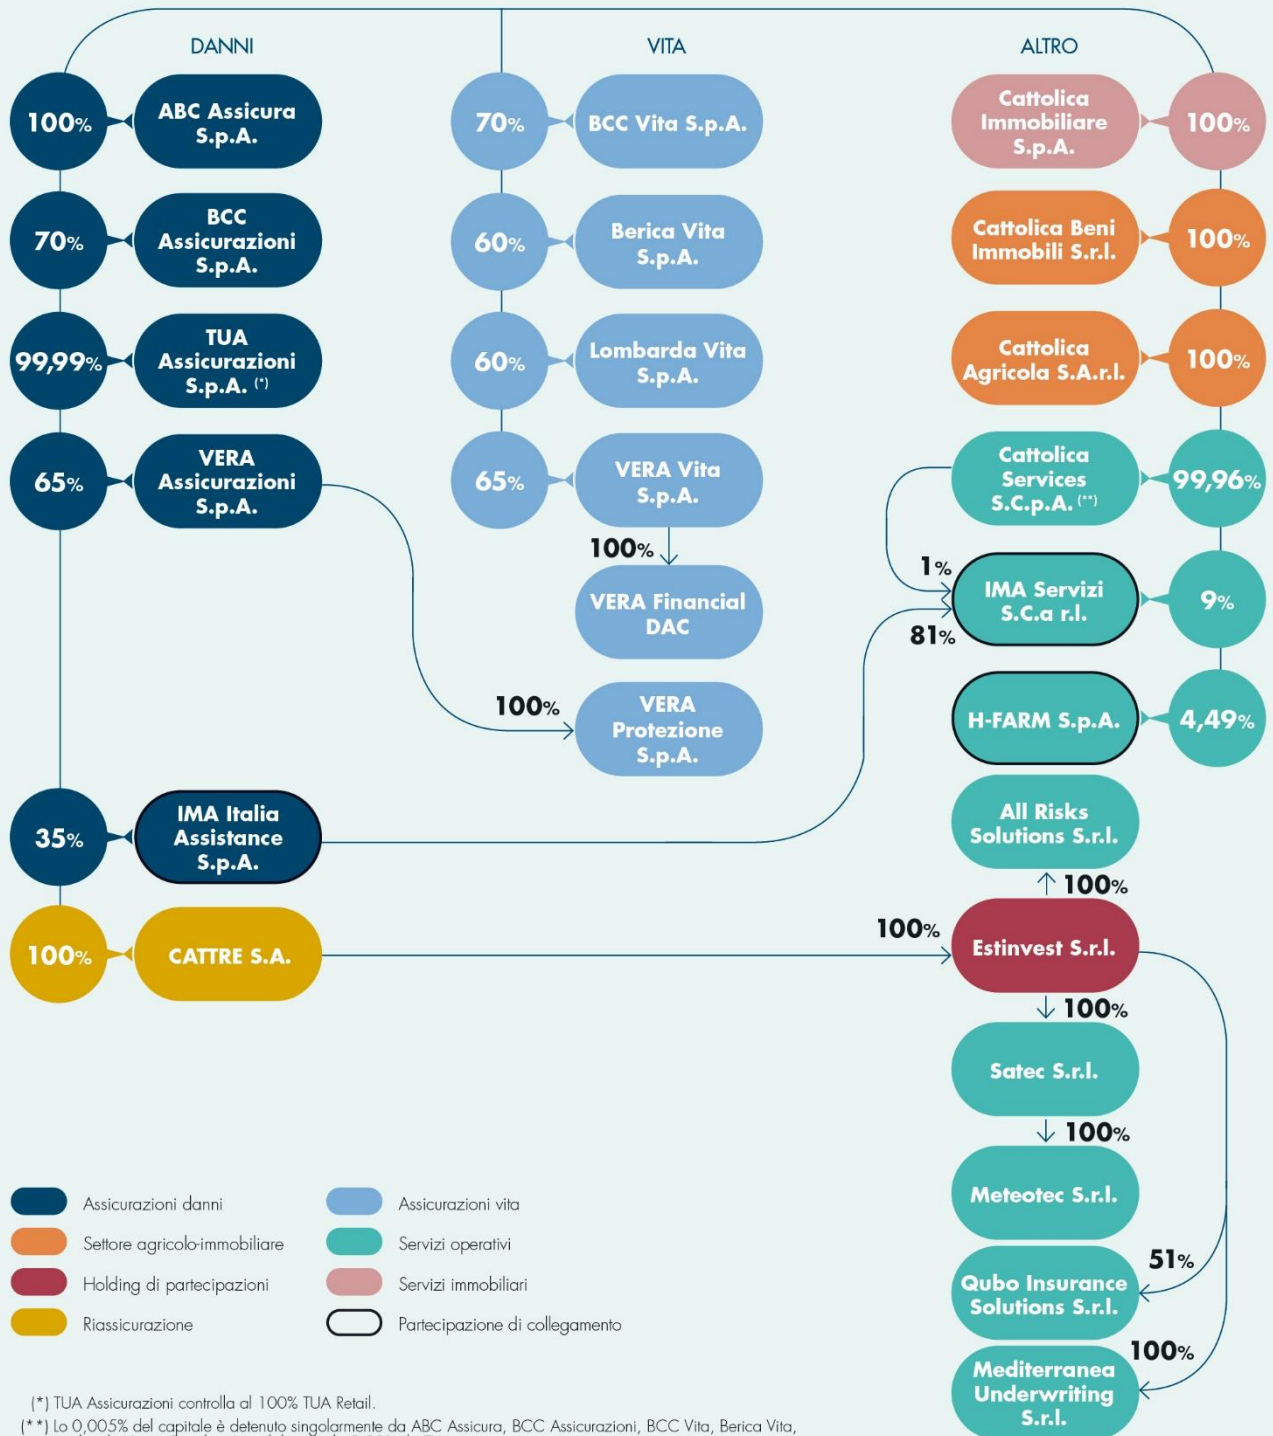 DANNI
VITA
ALTRO
100%
ABC Assicura
S.p.A.
70%
BCC
Assicurazioni
S.p.A.
99,99%
TUA
Assicurazioni
S.p.A. (*)
65%
VERA
Assicurazioni
S.p.A.
35%
IMA Italia
Assistance
S.p.A.
100%
CATTRE S.A.
70%
BCC Vita S.p.A.
60%
Berica Vita
S.p.A.
60%
Lombarda Vita
S.p.A.
65%
VERA Vita
S.p.A.
100%
VERA Financial
DAC
100%
VERA
Protezione
S.p.A.
Cattolica
Immobiliare
S.p.A.
100%
Cattolica Beni
Immobili S.r.l.
100%
Cattolica
Agricola S.A.r.l.
100%
Cattolica
Services
S.C.p.A. (**)
99,96%
1%
81%
IMA Servizi
S.C.a r.l.
9%
H-FARM S.p.A.
4,49%
All Risks
Solutions S.r.l.
100%
100%
Estinvest S.r.l.
100%
Satec S.r.l.
100%
Meteotec S.r.l.
51%
Qubo Insurance
Solutions S.r.l.
100%
Mediterranea
Underwriting
S.r.l.
Assicurazioni danni
Assicurazioni vita
Settore agricolo-immobiliare
Servizi operativi
Holding di partecipazioni
Servizi immobiliari
Riassicurazione
Partecipazione di collegamento
(*) TUA Assicurazioni controlla al 100% TUA Retail.
(**) Lo 0,005% del capitale è detenuto singolarmente da ABC Assicura, BCC Assicurazioni, BCC Vita, Berica Vita,